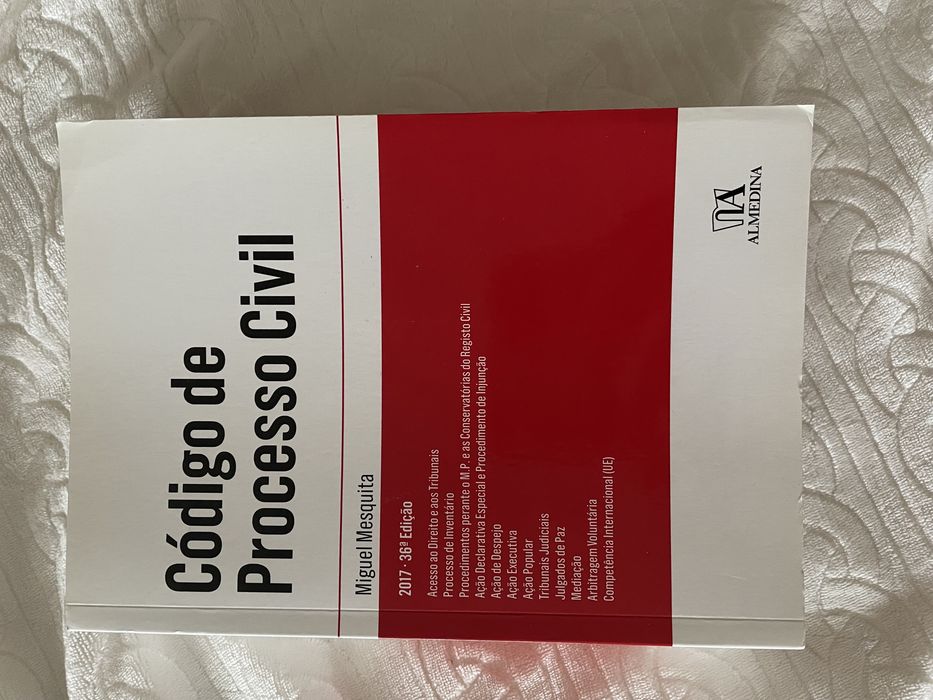 Código de
Processo Civil
Miguel Mesquita
2017 · 36ª Edição
Acesso ao Direito e aos Tribunais
Processo de Inventário
Procedimentos perante o M.P. e as Conservatórias do Registo Civil
Ação Declarativa Especial e Procedimento de Injunção
Ação de Despejo
Ação Executiva
Ação Popular
Tribunais Judiciais
Julgados de Paz
Mediação
Arbitragem Voluntária
Competência Internacional (UE)
ALMEDINA